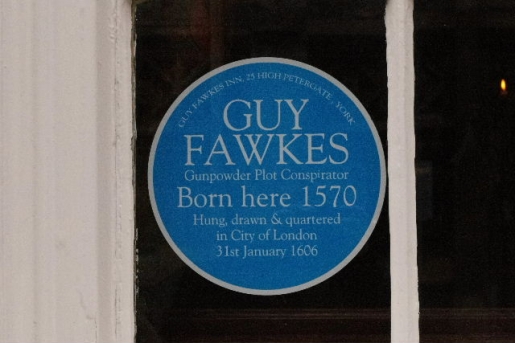 GUY FAWKES INN, 25 HIGH PETERGATE, YORK
GUY
FAWKES
Gunpowder Plot Conspirator
Born here 1570
Hung, drawn & quartered
in City of London
31st January 1606